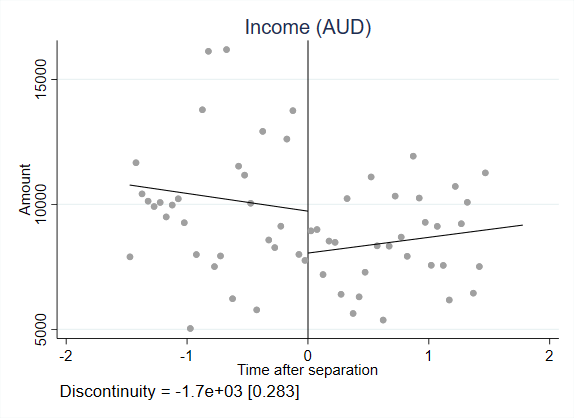 Income (AUD)
15000
10000
5000
Amount
-2 -1 0 1 2
Time after separation
Discontinuity = -1.7e+03 [0.283]